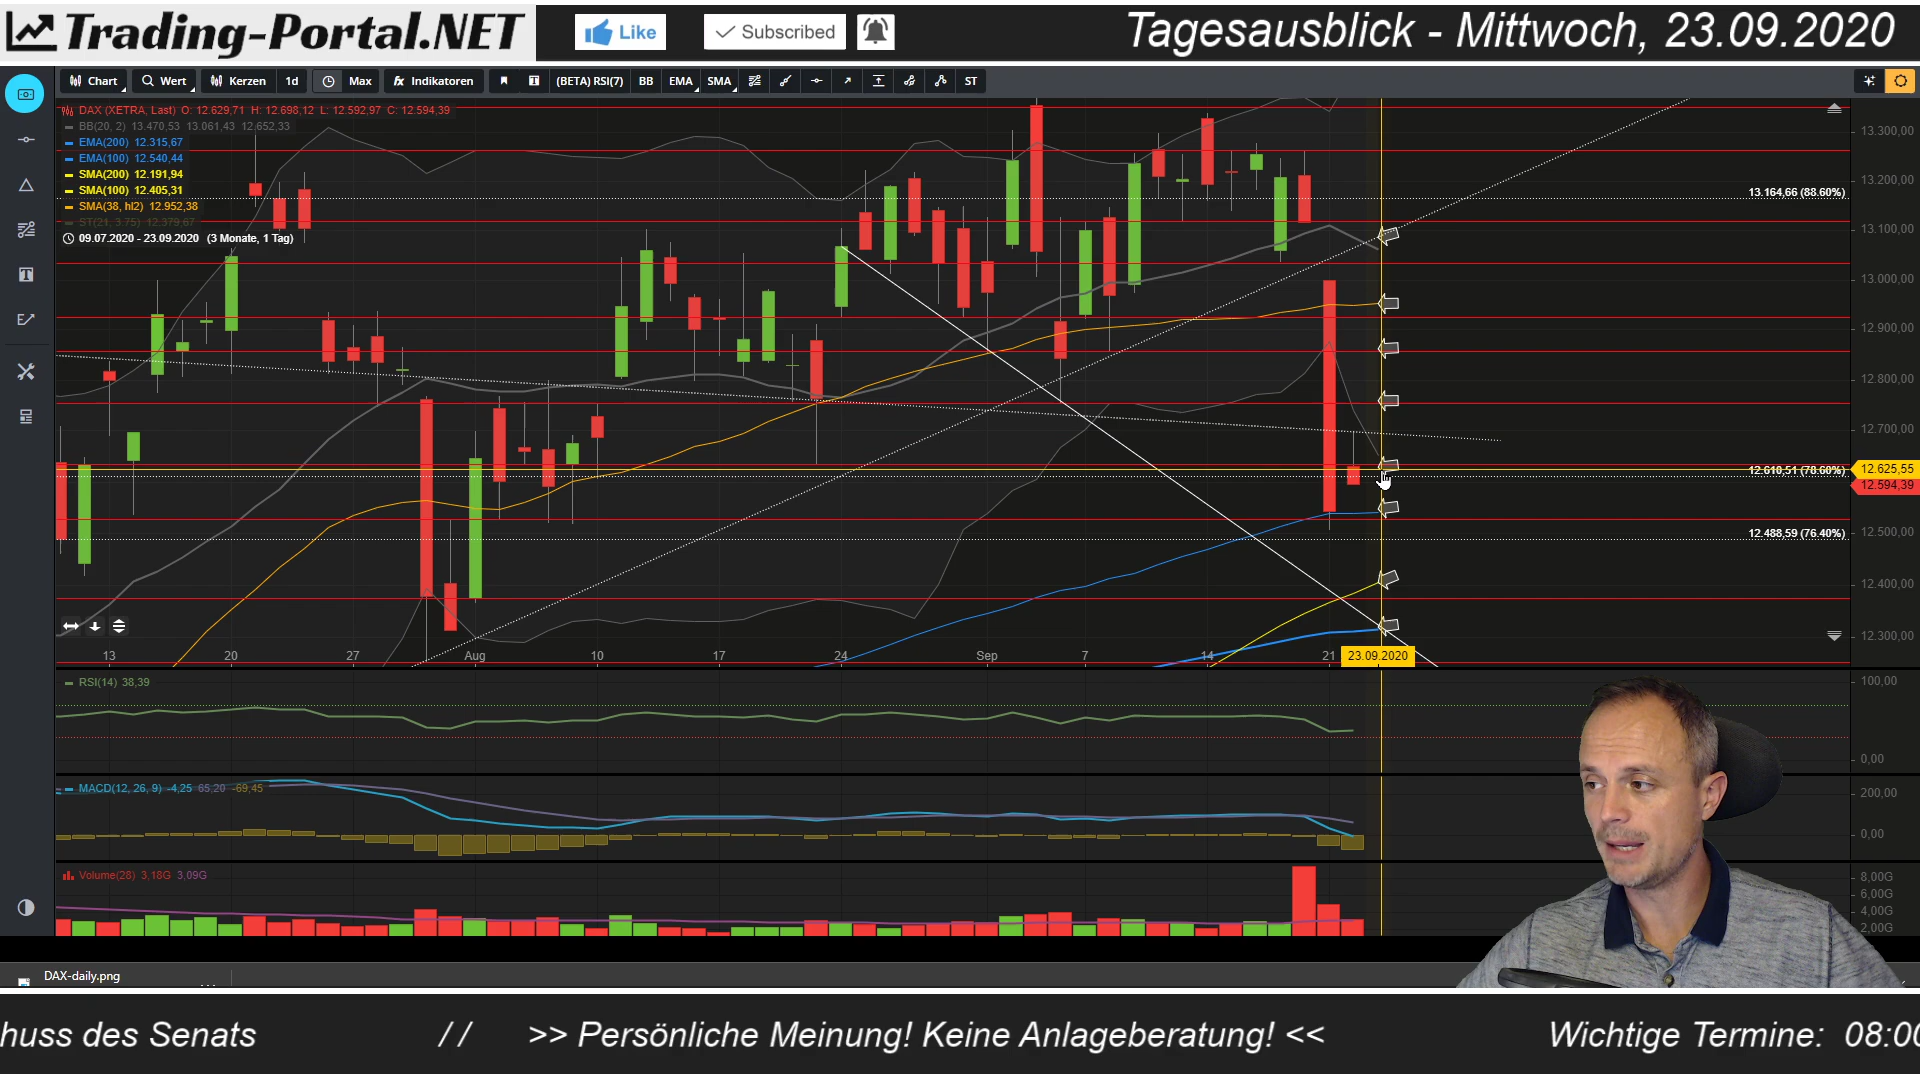 Trading-Portal.NET
Like
Subscribed
Tagesausblick - Mittwoch, 23.09.2020
Chart
Wert
Kerzen
1d
Max
fx Indikatoren
(BETA) RSI(7)
BB
EMA
SMA
ST
DAX (XETRA, Last) O: 12.629,71 H: 12.698,12 L: 12.592,97 C: 12.594,39
BB(20, 2) 13.470,53 13.061,43 12.652,33
EMA(200) 12.315,67
EMA(100) 12.540,44
SMA(200) 12.191,94
SMA(100) 12.405,31
SMA(38, hl2) 12.952,38
ST(21, 3.75) 12.379,67
09.07.2020 - 23.09.2020 (3 Monate, 1 Tag)
13.300,00
13.200,00
13.164,66 (88.60%)
13.100,00
13.000,00
12.900,00
12.800,00
12.700,00
12.610,51 (78.60%)
12.625,55
12.594,39
12.488,59 (76.40%)
12.500,00
12.400,00
12.300,00
13 20 27 Aug 10 17 24 Sep 7 14 21 23.09.2020
RSI(14) 38,39
100,00
0,00
MACD(12, 26, 9) -4,25 65,20 -69,45
200,00
0,00
Volume(28) 3,18G 3,09G
8,00G
6,00G
4,00G
2,00G
DAX-daily.png
huss des Senats // >> Persönliche Meinung! Keine Anlageberatung! << Wichtige Termine: 08:00